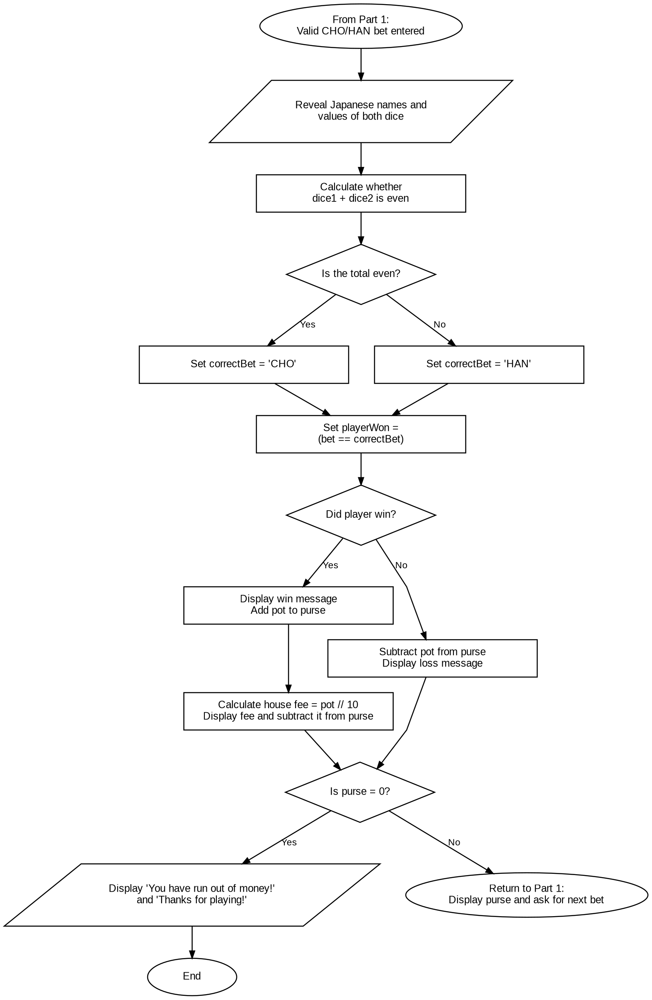 From Part 1:
Valid CHO/HAN bet entered
Reveal Japanese names and
values of both dice
Calculate whether
dice1 + dice2 is even
Is the total even?
Yes
No
Set correctBet = 'CHO'
Set correctBet = 'HAN'
Set playerWon =
(bet == correctBet)
Did player win?
Yes
No
Display win message
Add pot to purse
Subtract pot from purse
Display loss message
Calculate house fee = pot // 10
Display fee and subtract it from purse
Is purse = 0?
Yes
No
Display 'You have run out of money!'
and 'Thanks for playing!'
Return to Part 1:
Display purse and ask for next bet
End